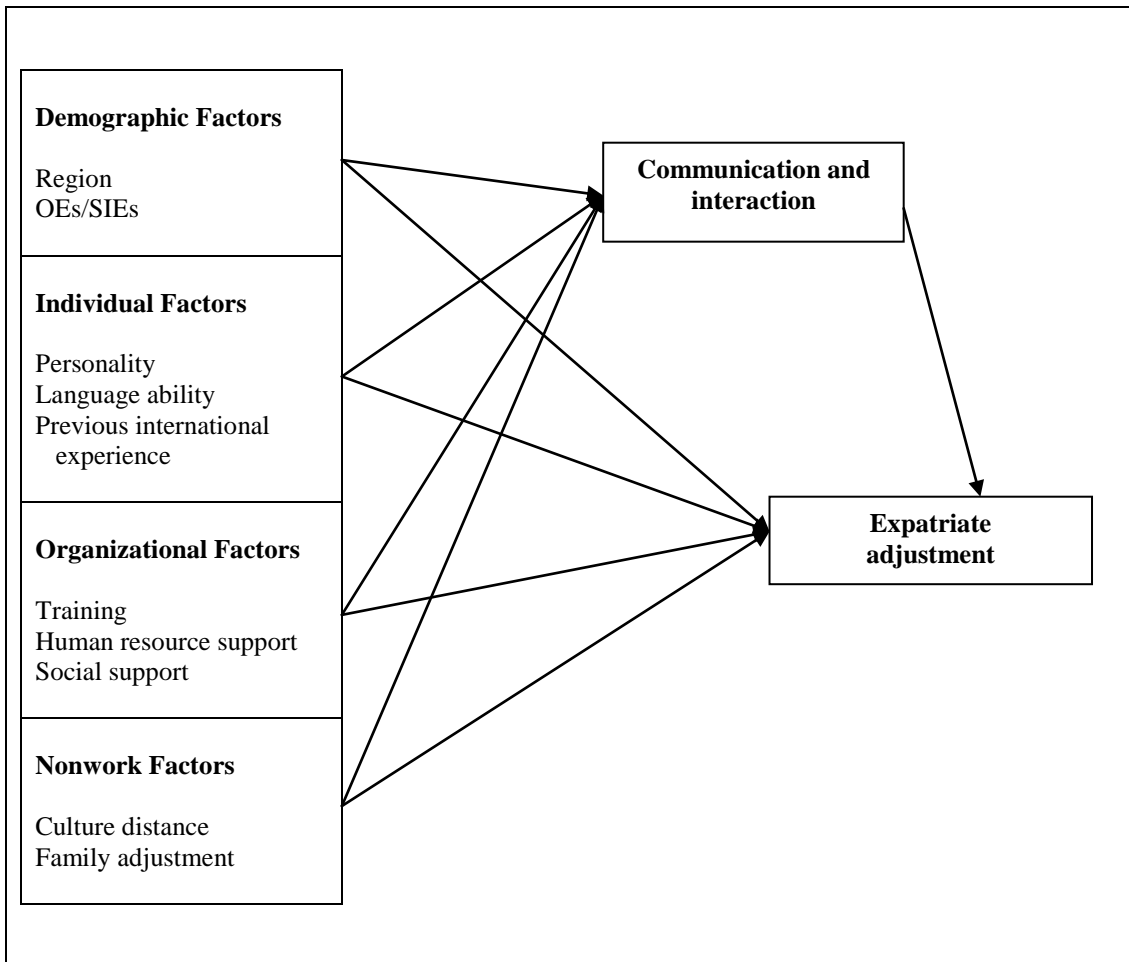 Demographic Factors
Region
OEs/SIEs
Individual Factors
Personality
Language ability
Previous international
experience
Organizational Factors
Training
Human resource support
Social support
Nonwork Factors
Culture distance
Family adjustment
Communication and
interaction
Expatriate
adjustment